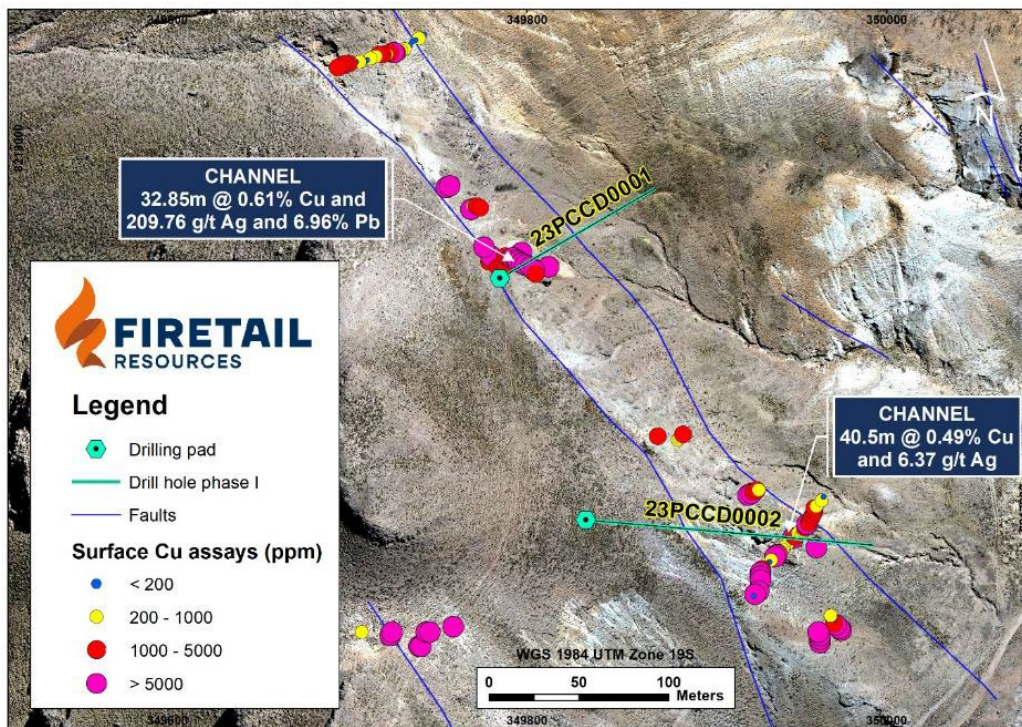 349600
349800
350000
8219000
N
CHANNEL
32.85m @ 0.61% Cu and
209.76 g/t Ag and 6.96% Pb
23PCCD0001
FIRETAIL
RESOURCES
Legend
Drilling pad
Drill hole phase I
Faults
Surface Cu assays (ppm)
< 200
200 - 1000
1000 - 5000
> 5000
CHANNEL
40.5m @ 0.49% Cu
and 6.37 g/t Ag
23PCCD0002
WGS 1984 UTM Zone 19S
0 50 100
Meters
349600
349800
350000